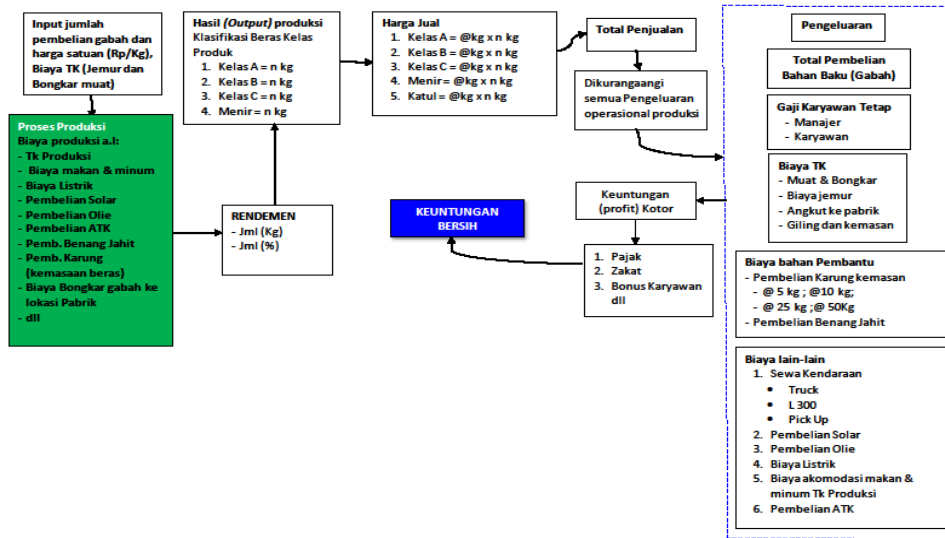 Input jumlah
pembelian gabah dan
harga satuan (Rp/Kg),
Biaya TK (Jemur dan
Bongkar muat)
Proses Produksi
Biaya produksi a.l:
- Tk Produksi
- Biaya makan & minum
- Biaya Listrik
- Pembelian Solar
- Pembelian Olie
- Pembelian ATK
- Pemb. Benang Jahit
- Pemb. Karung
(kemasaan beras)
- Biaya Bongkar gabah ke
lokasi Pabrik
- dll
RENDEMEN
- Jml (Kg)
- Jml (%)
Hasil (Output) produksi
Klasifikasi Beras Kelas
Produk
1. Kelas A = n kg
2. Kelas B = n kg
3. Kelas C = n kg
4. Menir = n kg
Harga Jual
1. Kelas A = @kg x n kg
2. Kelas B = @kg x n kg
3. Kelas C = @kg x n kg
4. Menir = @kg x n kg
5. Katul = @kg x n kg
Total Penjualan
Dikurangaangi
semua Pengeluaran
operasional produksi
Pengeluaran
Total Pembelian
Bahan Baku (Gabah)
Gaji Karyawan Tetap
- Manajer
- Karyawan
Biaya TK
- Muat & Bongkar
- Biaya jemur
- Angkut ke pabrik
- Giling dan kemasan
Biaya bahan Pembantu
- Pembelian Karung kemasan
- @ 5 kg ; @10 kg;
- @ 25 kg ;@ 50Kg
- Pembelian Benang Jahit
Biaya lain-lain
1. Sewa Kendaraan
• Truck
• L 300
• Pick Up
2. Pembelian Solar
3. Pembelian Olie
4. Biaya Listrik
5. Biaya akomodasi makan &
minum Tk Produksi
6. Pembelian ATK
Keuntungan
(profit) Kotor
1. Pajak
2. Zakat
3. Bonus Karyawan
dll
KEUNTUNGAN
BERSIH